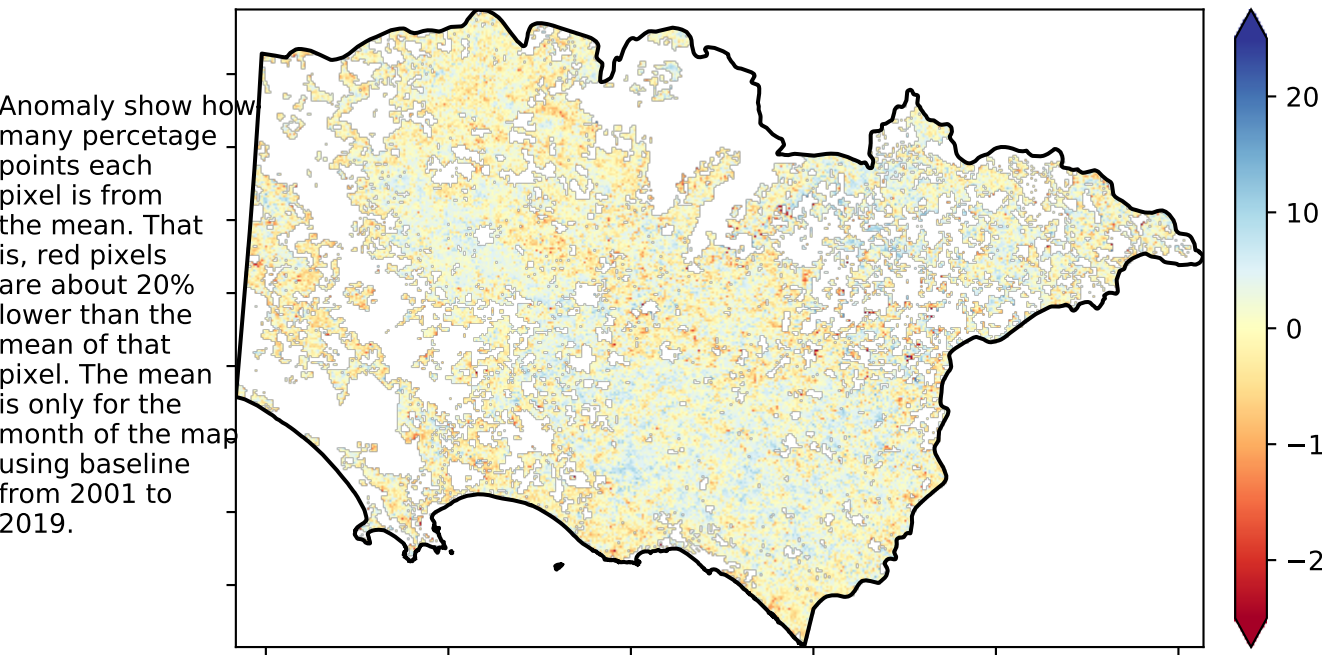 Anomaly show how
many percetage
points each
pixel is from
the mean. That
is, red pixels
are about 20%
lower than the
mean of that
pixel. The mean
is only for the
month of the map
using baseline
from 2001 to
2019.
20
10
0
−1
−2